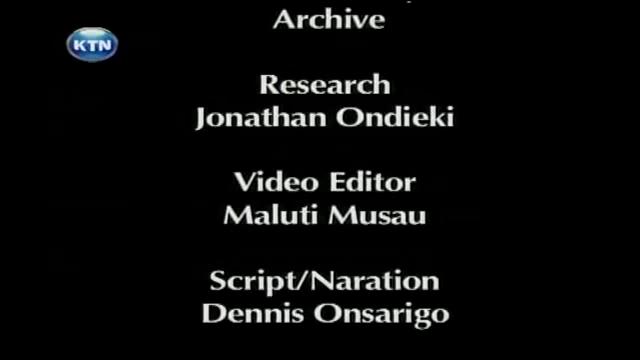 Archive
KTN
Research
Jonathan Ondieki
Video Editor
Maluti Musau
Script/Naration
Dennis Onsarigo